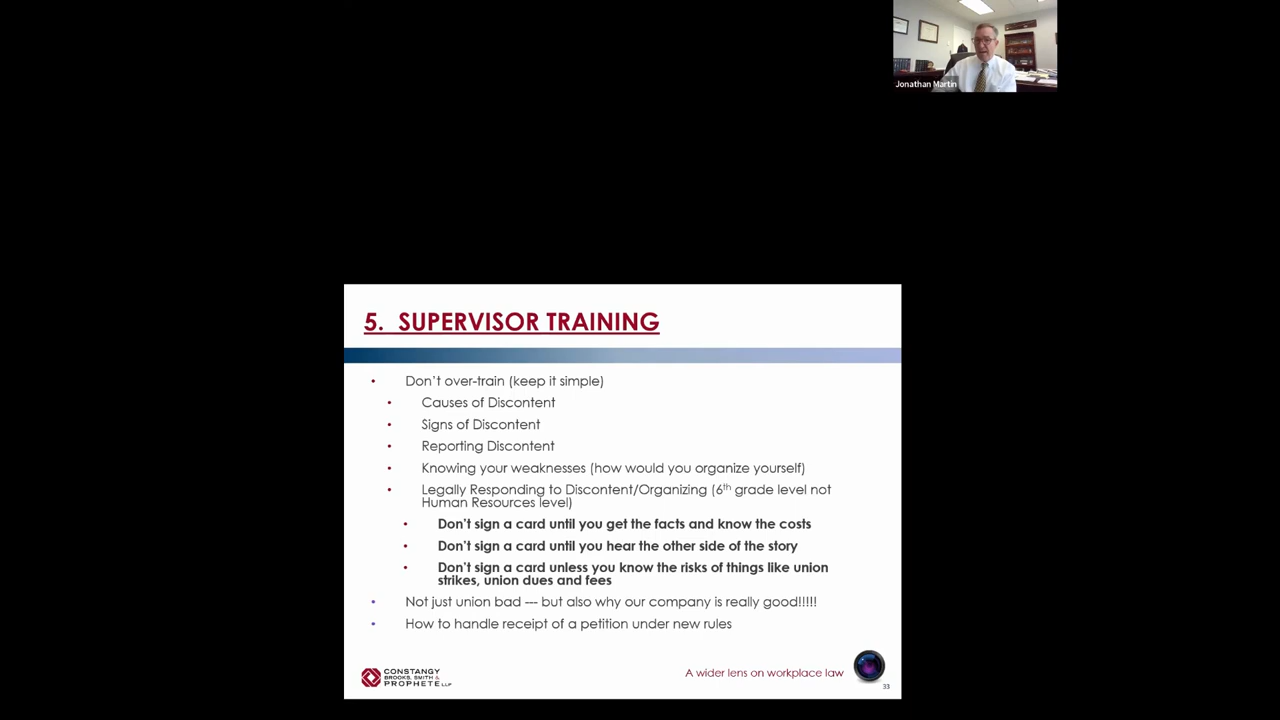 Jonathan Martin
5. SUPERVISOR TRAINING
• Don't over-train (keep it simple)
• Causes of Discontent
• Signs of Discontent
• Reporting Discontent
• Knowing your weaknesses (how would you organize yourself)
• Legally Responding to Discontent/Organizing (6th grade level not
Human Resources level)
• Don't sign a card until you get the facts and know the costs
• Don't sign a card until you hear the other side of the story
• Don't sign a card unless you know the risks of things like union
strikes, union dues and fees
• Not just union bad --- but also why our company is really good!!!!!
• How to handle receipt of a petition under new rules
CONSTANGY
BROOKS, SMITH &
PROPHETE LLP
A wider lens on workplace law
33